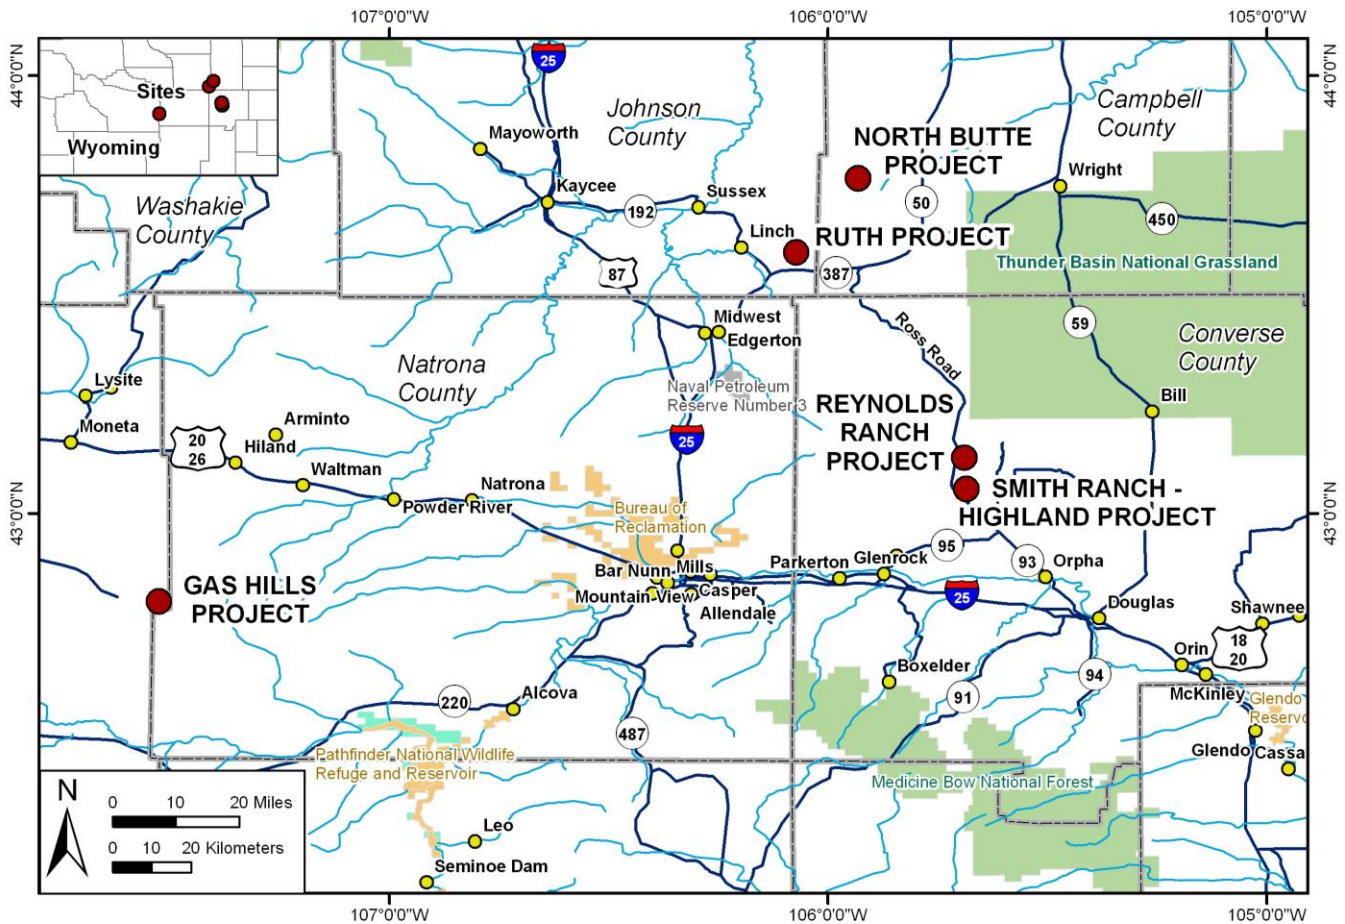 107°0'0"W
106°0'0"W
105°0'0"W
44°0'0"N
44°0'0"N
43°0'0"N
43°0'0"N
Sites
Wyoming
25
Johnson
County
Campbell
County
Mayoworth
NORTH BUTTE
PROJECT
Wright
Kaycee
Sussex
192
50
450
Washakie
County
Linch
RUTH PROJECT
87
387
Thunder Basin National Grassland
Midwest
Edgerton
Ross Road
59
Converse
County
Natrona
County
Naval Petroleum
Reserve Number 3
Lysite
Moneta
Arminto
Hiland
20
26
Waltman
25
REYNOLDS
RANCH
PROJECT
Bill
Natrona
Powder River
Bureau of
Reclamation
SMITH RANCH -
HIGHLAND PROJECT
95
93
Orpha
Bar Nunn
Mills
Parkerton
Glenrock
Mountain View
Casper
Allendale
25
Douglas
Shawnee
GAS HILLS
PROJECT
18
20
Orin
McKinley
Boxelder
91
94
Alcova
220
487
Glendo
Reservo
Glendo
Cassa
Pathfinder National Wildlife
Refuge and Reservoir
Medicine Bow National Forest
Leo
Seminoe Dam
N
0 10 20 Miles
0 10 20 Kilometers
107°0'0"W
106°0'0"W
105°0'0"W